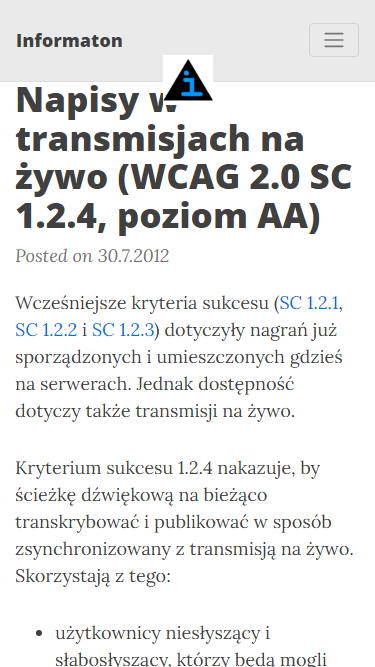 Informaton
Napisy w
transmisjach na
żywo (WCAG 2.0 SC
1.2.4, poziom AA)
Posted on 30.7.2012
Wcześniejsze kryteria sukcesu (SC 1.2.1,
SC 1.2.2 i SC 1.2.3) dotyczyły nagrań już
sporządzonych i umieszczonych gdzieś
na serwerach. Jednak dostępność
dotyczy także transmisji na żywo.
Kryterium sukcesu 1.2.4 nakazuje, by
ścieżkę dźwiękową na bieżąco
transkrybować i publikować w sposób
zsynchronizowany z transmisją na żywo.
Skorzystają z tego:
• użytkownicy niesłyszący i
słabosłyszący, którzy będą mogli